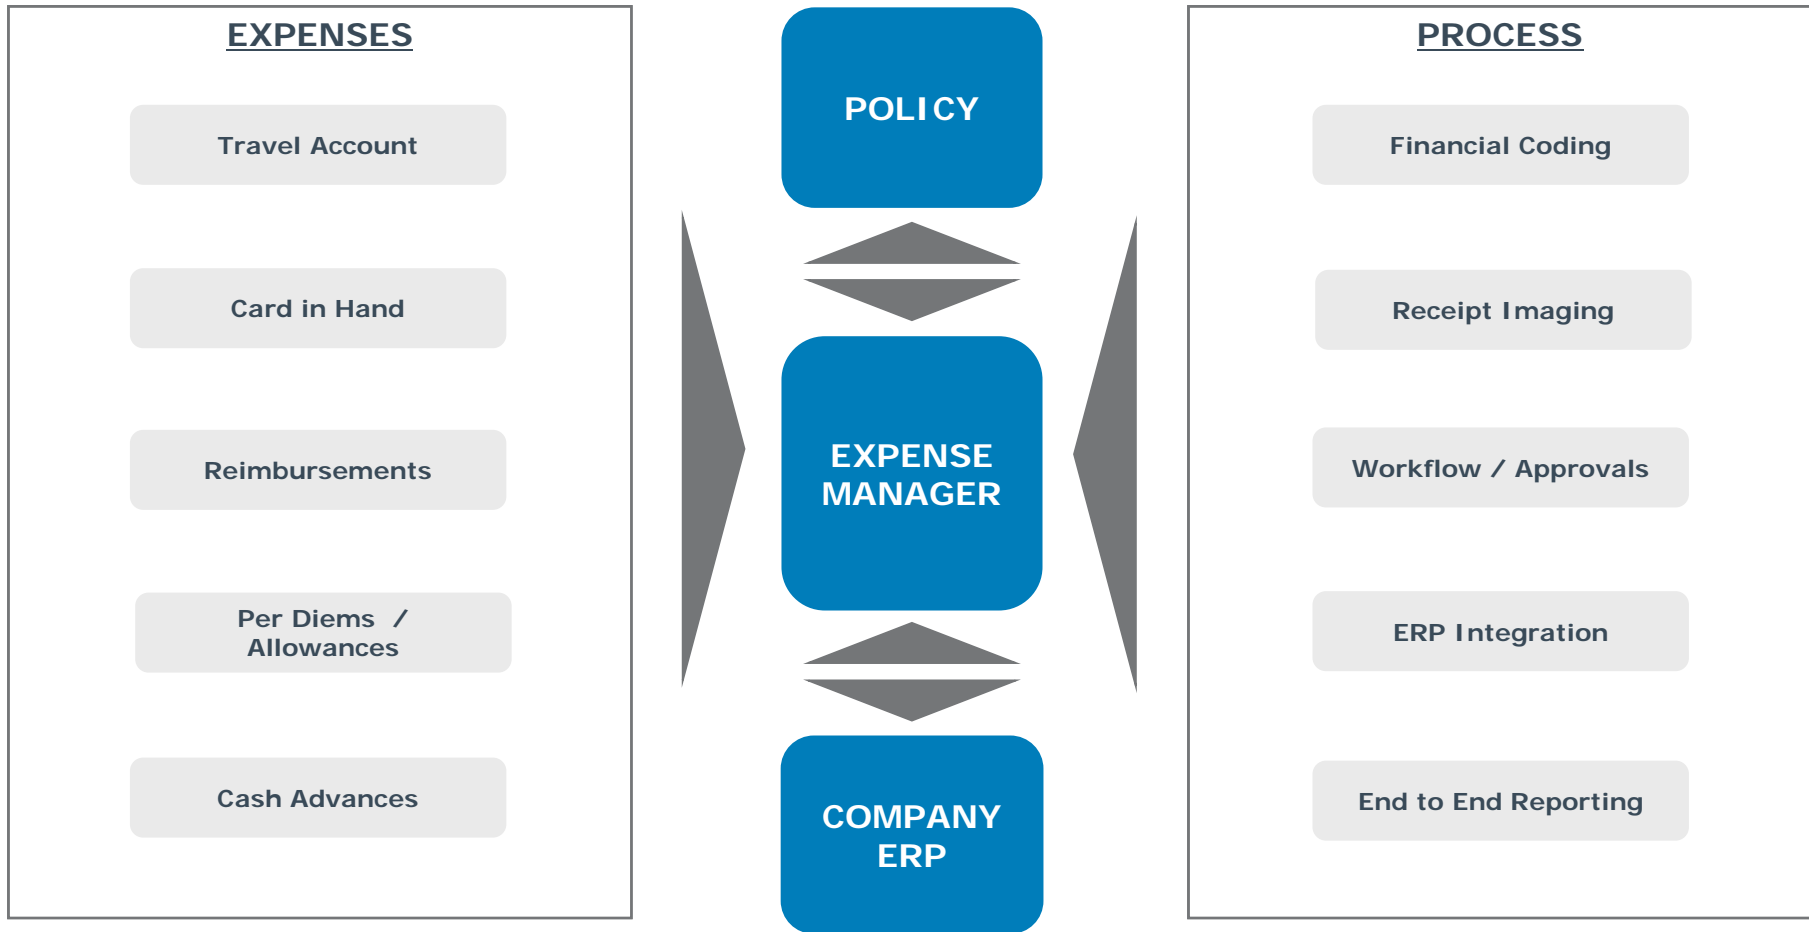 EXPENSES
Travel Account
Card in Hand
Reimbursements
Per Diems /
Allowances
Cash Advances
POLICY
EXPENSE
MANAGER
COMPANY
ERP
PROCESS
Financial Coding
Receipt Imaging
Workflow / Approvals
ERP Integration
End to End Reporting